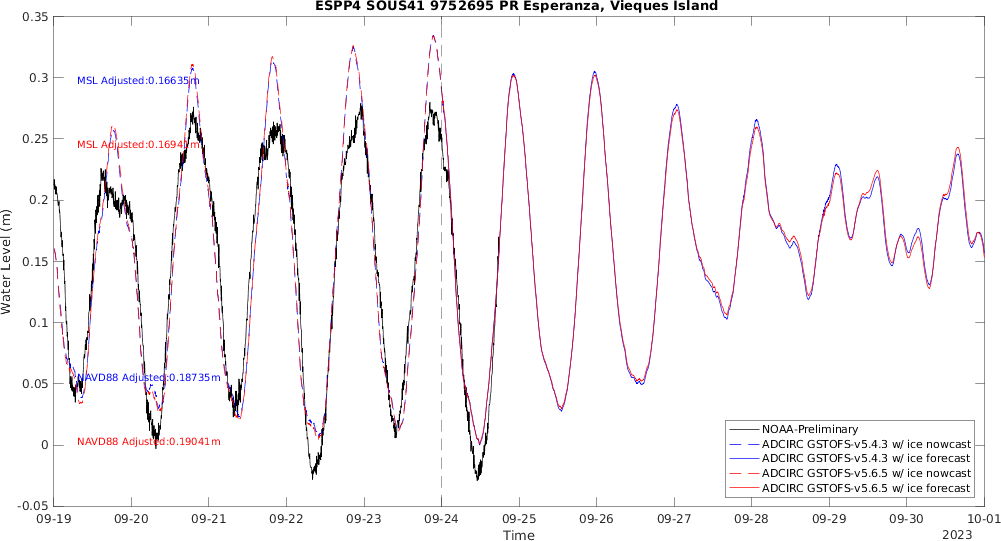 ESPP4 SOUS41 9752695 PR Esperanza, Vieques Island
0.35
0.3
0.25
0.2
0.15
0.1
0.05
0
-0.05
Water Level (m)
MSL Adjusted:0.16635m
MSL Adjusted:0.1694 m
NAVD88 Adjusted:0.18735m
NAVD88 Adjusted:0.19041m
NOAA-Preliminary
ADCIRC GSTOFS-v5.4.3 w/ ice nowcast
ADCIRC GSTOFS-v5.4.3 w/ ice forecast
ADCIRC GSTOFS-v5.6.5 w/ ice nowcast
ADCIRC GSTOFS-v5.6.5 w/ ice forecast
09-19 09-20 09-21 09-22 09-23 09-24 09-25 09-26 09-27 09-28 09-29 09-30 10-01
Time
2023